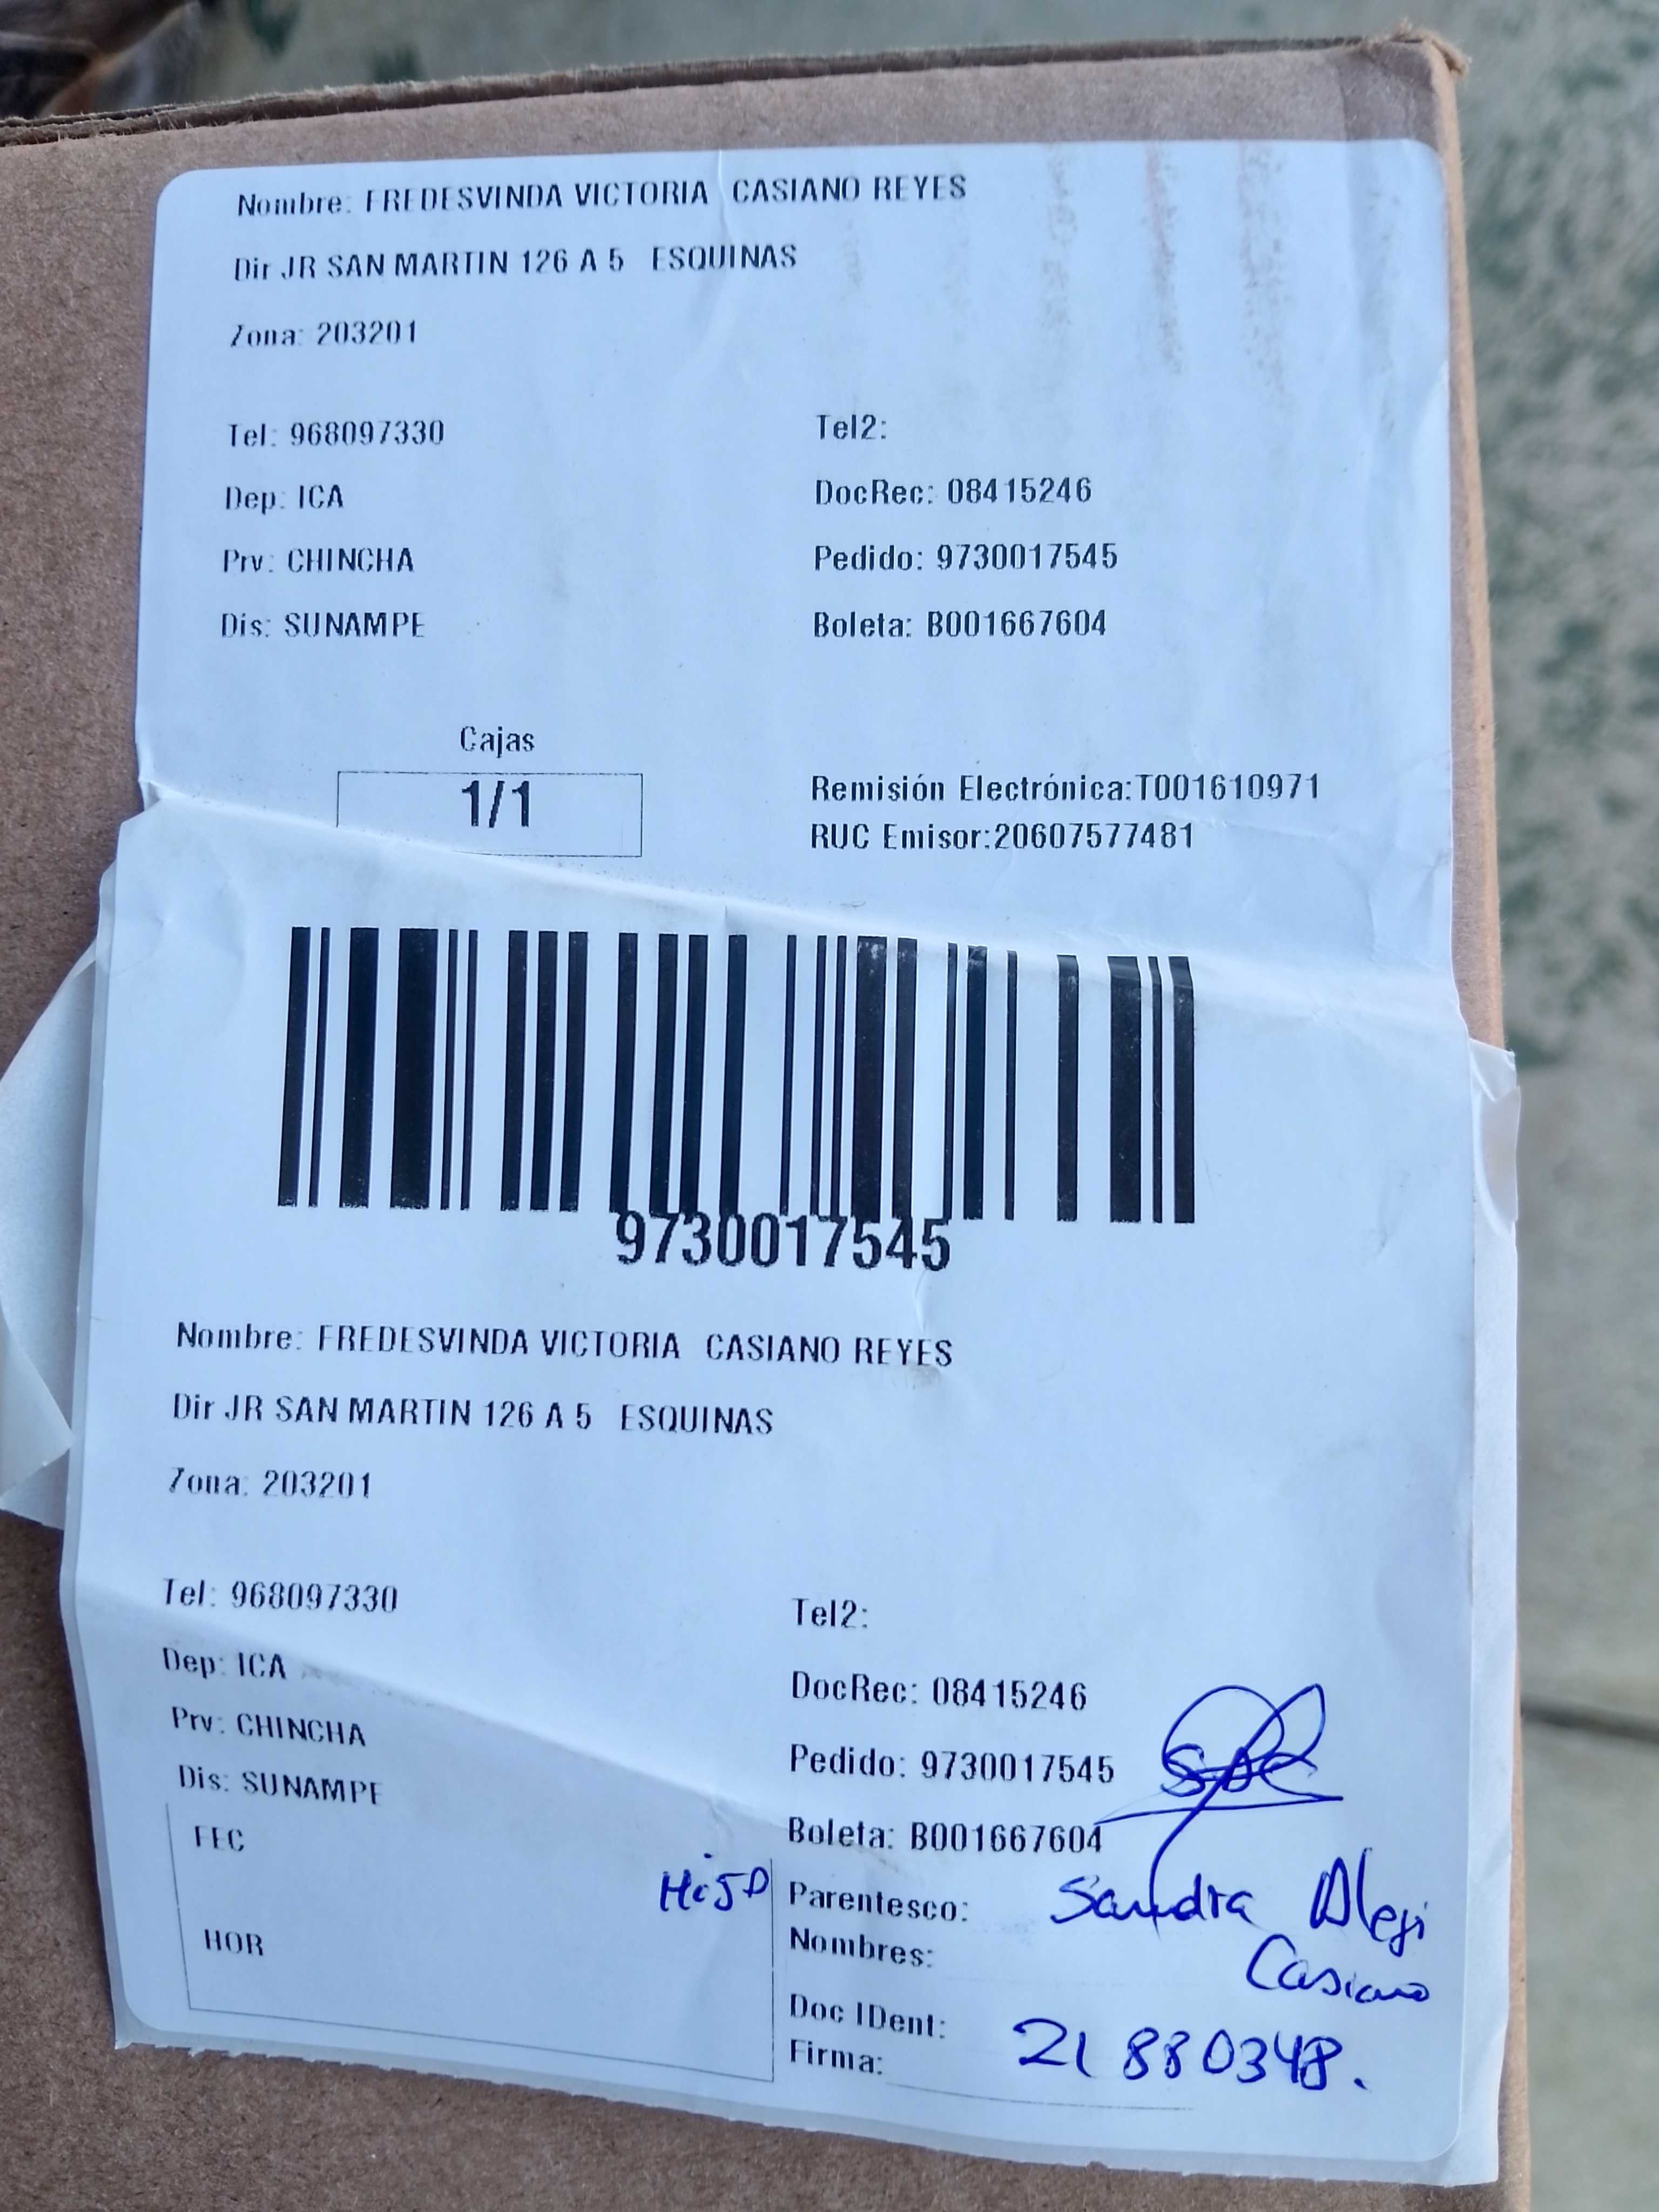 Nombre: FREDESVINDA VICTORIA CASIANO REYES
Dir JR SAN MARTIN 126 A 5 ESQUINAS
Zona: 203201
Tel: 968097330 Tel2:
Dep: ICA DocRec: 08415246
Prv: CHINCHA Pedido: 9730017545
Dis: SUNAMPE Boleta: B001667604
Cajas
1/1
Remisión Electrónica:T001610971
RUC Emisor:20607577481
9730017545
Nombre: FREDESVINDA VICTORIA CASIANO REYES
Dir JR SAN MARTIN 126 A 5 ESQUINAS
Zona: 203201
Tel: 968097330 Tel2:
Dep: ICA DocRec: 08415246
Prv: CHINCHA Pedido: 9730017545
Dis: SUNAMPE Boleta: B001667604
FEC
HOR
Hijo
Parentesco: Sandra
Nombres: Casiano
Doc IDent: 21880348.
Firma: